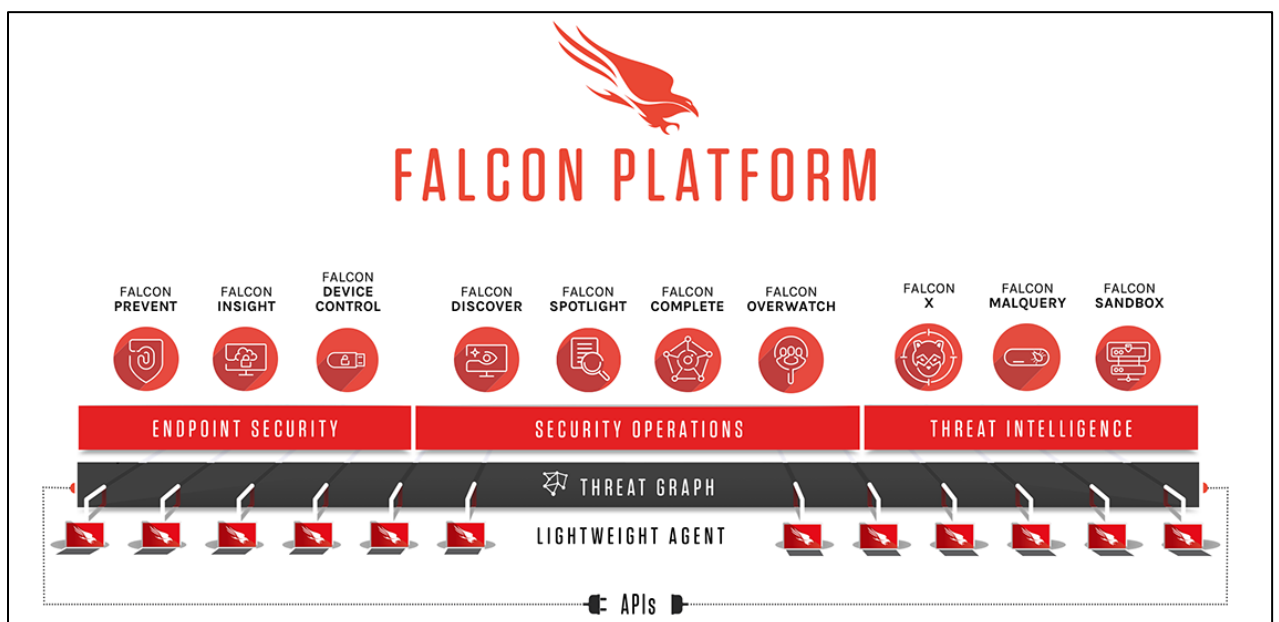 FALCON PLATFORM
FALCON
PREVENT
FALCON
INSIGHT
FALCON
DEVICE
CONTROL
FALCON
DISCOVER
FALCON
SPOTLIGHT
FALCON
COMPLETE
FALCON
OVERWATCH
FALCON
X
FALCON
MALQUERY
FALCON
SANDBOX
ENDPOINT SECURITY
SECURITY OPERATIONS
THREAT INTELLIGENCE
THREAT GRAPH
LIGHTWEIGHT AGENT
APIs